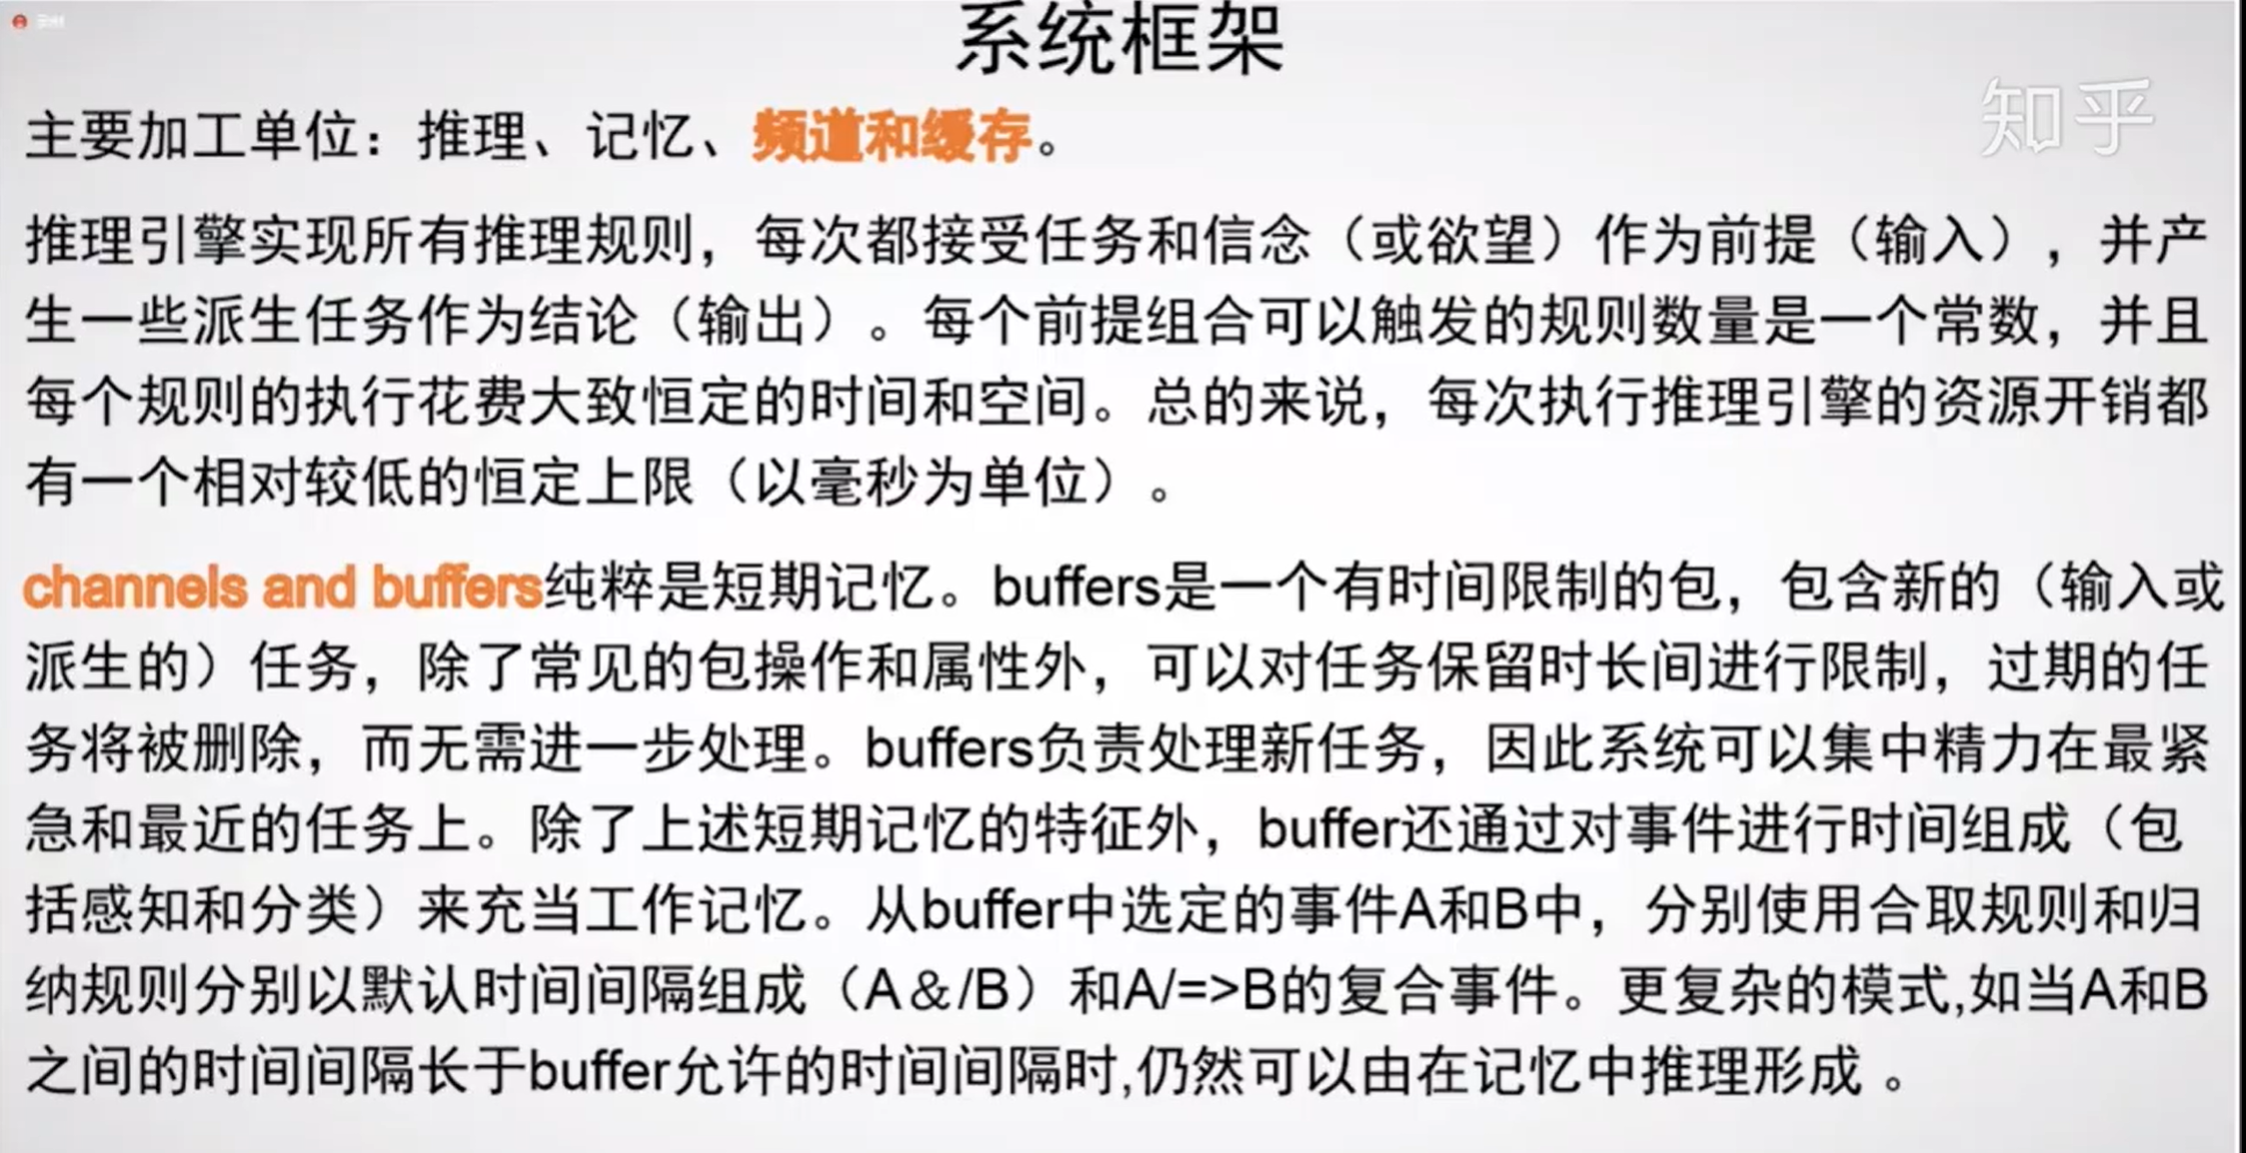 系统框架
知乎
主要加工单位：推理、记忆、频道和缓存。
推理引擎实现所有推理规则，每次都接受任务和信念（或欲望）作为前提（输入），并产
生一些派生任务作为结论（输出）。每个前提组合可以触发的规则数量是一个常数，并且
每个规则的执行花费大致恒定的时间和空间。总的来说，每次执行推理引擎的资源开销都
有一个相对较低的恒定上限（以毫秒为单位）。
channels and buffers纯粹是短期记忆。buffers是一个有时间限制的包，包含新的（输入或
派生的）任务，除了常见的包操作和属性外，可以对任务保留时长间进行限制，过期的任
务将被删除，而无需进一步处理。buffers负责处理新任务，因此系统可以集中精力在最紧
急和最近的任务上。除了上述短期记忆的特征外，buffer还通过对事件进行时间组成（包
括感知和分类）来充当工作记忆。从buffer中选定的事件A和B中，分别使用合取规则和归
纳规则分别以默认时间间隔组成（A＆/B）和A/=>B的复合事件。更复杂的模式,如当A和B
之间的时间间隔长于buffer允许的时间间隔时,仍然可以由在记忆中推理形成 。